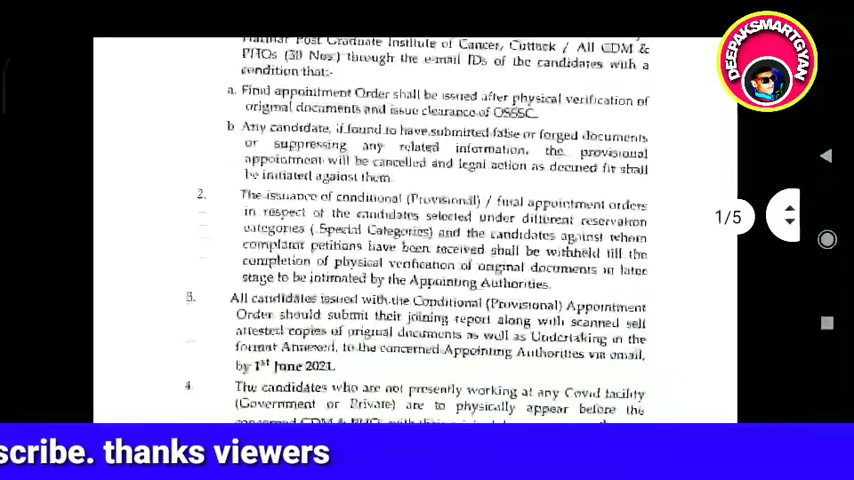 Harihar Post Graduate Institute of Cancer, Cuttack / All CDM &
PHOs (30 Nos.) through the e-mail IDs of the candidates with a
condition that:-
a. Final appointment Order shall be issued after physical verification of
original documents and issue clearance of OSSSC.
b Any candidate, if found to have submitted false or forged documents
or suppressing any related information, the provisional
appointment will be cancelled and legal action as deemed fit shall
be initiated against them.
2. The issuance of conditional (Provisional) / final appointment orders
in respect of the candidates selected under different reservation
categories ( Special Categories) and the candidates against whom
complaint petitions have been received shall be withheld till the
completion of physical verification of original documents in later
stage to be intimated by the Appointing Authorities.
3. All candidates issued with the Conditional (Provisional) Appointment
Order should submit their joining report along with scanned self
attested copies of original documents as well as Undertaking in the
format Annexed, to the concerned Appointing Authorities via email,
by 1st June 2021.
4. The candidates who are not presently working at any Covid facility
(Government or Private) are to physically appear before the
concerned CDM & PHO, with their original
DEEPAKSMARTGYAN
1/5
scribe. thanks viewers